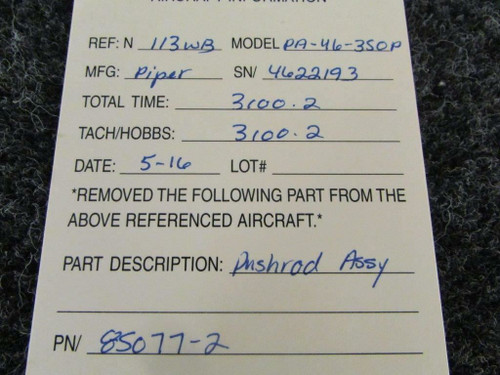 AIRCRAFT INFORMATION
REF: N 113WB MODEL PA-46-350P
MFG: Piper SN/ 4622193
TOTAL TIME: 3100.2
TACH/HOBBS: 3100.2
DATE: 5-16 LOT#
*REMOVED THE FOLLOWING PART FROM THE
ABOVE REFERENCED AIRCRAFT.*
PART DESCRIPTION: Pushrod Assy
PN/ 85077-2